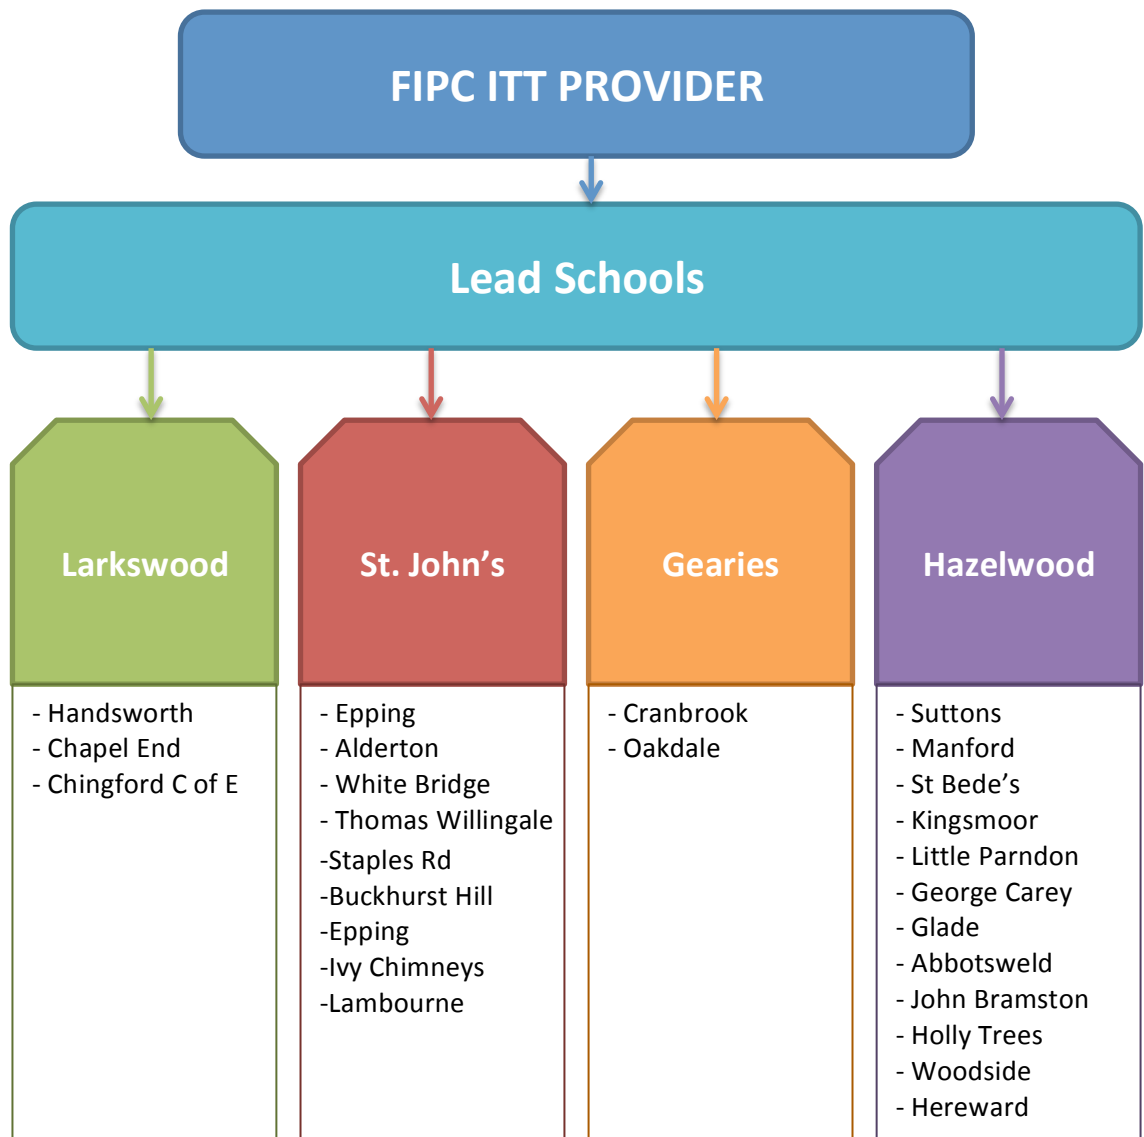 FIPC ITT PROVIDER
Lead Schools
Larkswood
- Handsworth
- Chapel End
- Chingford C of E
St. John’s
- Epping
- Alderton
- White Bridge
- Thomas Willingale
-Staples Rd
-Buckhurst Hill
-Epping
-Ivy Chimneys
-Lambourne
Gearies
- Cranbrook
- Oakdale
Hazelwood
- Suttons
- Manford
- St Bede’s
- Kingsmoor
- Little Parndon
- George Carey
- Glade
- Abbotsweld
- John Bramston
- Holly Trees
- Woodside
- Hereward